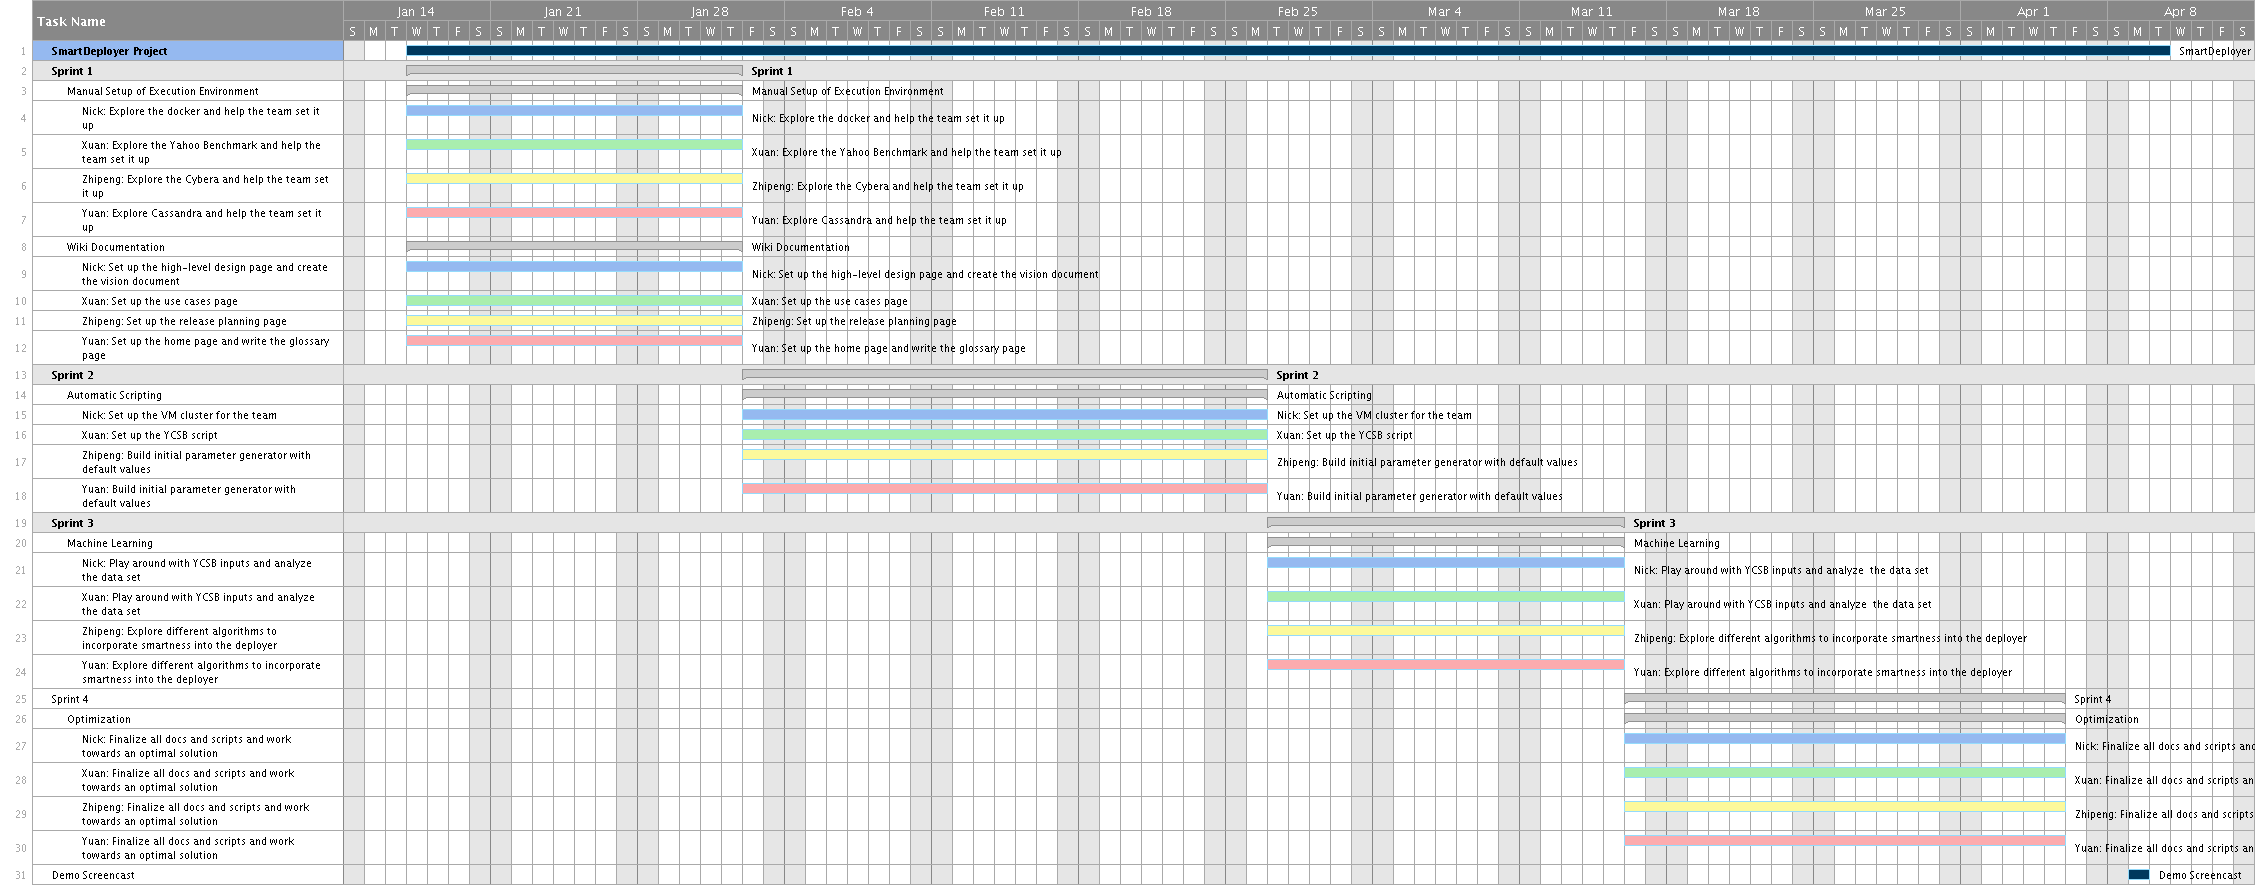 Task Name
Jan 14 Jan 21 Jan 28 Feb 4 Feb 11 Feb 18 Feb 25 Mar 4 Mar 11 Mar 18 Mar 25 Apr 1 Apr 8
S M T W T F S S M T W T F S S M T W T F S S M T W T F S S M T W T F S S M T W T F S S M T W T F S S M T W T F S S M T W T F S S M T W T F S S M T W T F S S M T W T F S S M T W T F S
1 SmartDeployer Project SmartDeployer
2 Sprint 1 Sprint 1
3 Manual Setup of Execution Environment Manual Setup of Execution Environment
4 Nick: Explore the docker and help the team set it
up
Nick: Explore the docker and help the team set it up
5 Xuan: Explore the Yahoo Benchmark and help the
team set it up
Xuan: Explore the Yahoo Benchmark and help the team set it up
6 Zhipeng: Explore the Cybera and help the team set
it up
Zhipeng: Explore the Cybera and help the team set it up
7 Yuan: Explore Cassandra and help the team set it
up
Yuan: Explore Cassandra and help the team set it up
8 Wiki Documentation Wiki Documentation
9 Nick: Set up the high-level design page and create
the vision document
Nick: Set up the high-level design page and create the vision document
10 Xuan: Set up the use cases page Xuan: Set up the use cases page
11 Zhipeng: Set up the release planning page Zhipeng: Set up the release planning page
12 Yuan: Set up the home page and write the glossary
page
Yuan: Set up the home page and write the glossary page
13 Sprint 2 Sprint 2
14 Automatic Scripting Automatic Scripting
15 Nick: Set up the VM cluster for the team Nick: Set up the VM cluster for the team
16 Xuan: Set up the YCSB script Xuan: Set up the YCSB script
17 Zhipeng: Build initial parameter generator with
default values
Zhipeng: Build initial parameter generator with default values
18 Yuan: Build initial parameter generator with
default values
Yuan: Build initial parameter generator with default values
19 Sprint 3 Sprint 3
20 Machine Learning Machine Learning
21 Nick: Play around with YCSB inputs and analyze
the data set
Nick: Play around with YCSB inputs and analyze the data set
22 Xuan: Play around with YCSB inputs and analyze
the data set
Xuan: Play around with YCSB inputs and analyze the data set
23 Zhipeng: Explore different algorithms to
incorporate smartness into the deployer
Zhipeng: Explore different algorithms to incorporate smartness into the deployer
24 Yuan: Explore different algorithms to incorporate
smartness into the deployer
Yuan: Explore different algorithms to incorporate smartness into the deployer
25 Sprint 4 Sprint 4
26 Optimization Optimization
27 Nick: Finalize all docs and scripts and work
towards an optimal solution
Nick: Finalize all docs and scripts and
28 Xuan: Finalize all docs and scripts and work
towards an optimal solution
Xuan: Finalize all docs and scripts an
29 Zhipeng: Finalize all docs and scripts and work
towards an optimal solution
Zhipeng: Finalize all docs and scripts
30 Yuan: Finalize all docs and scripts and work
towards an optimal solution
Yuan: Finalize all docs and scripts an
31 Demo Screencast Demo Screencast